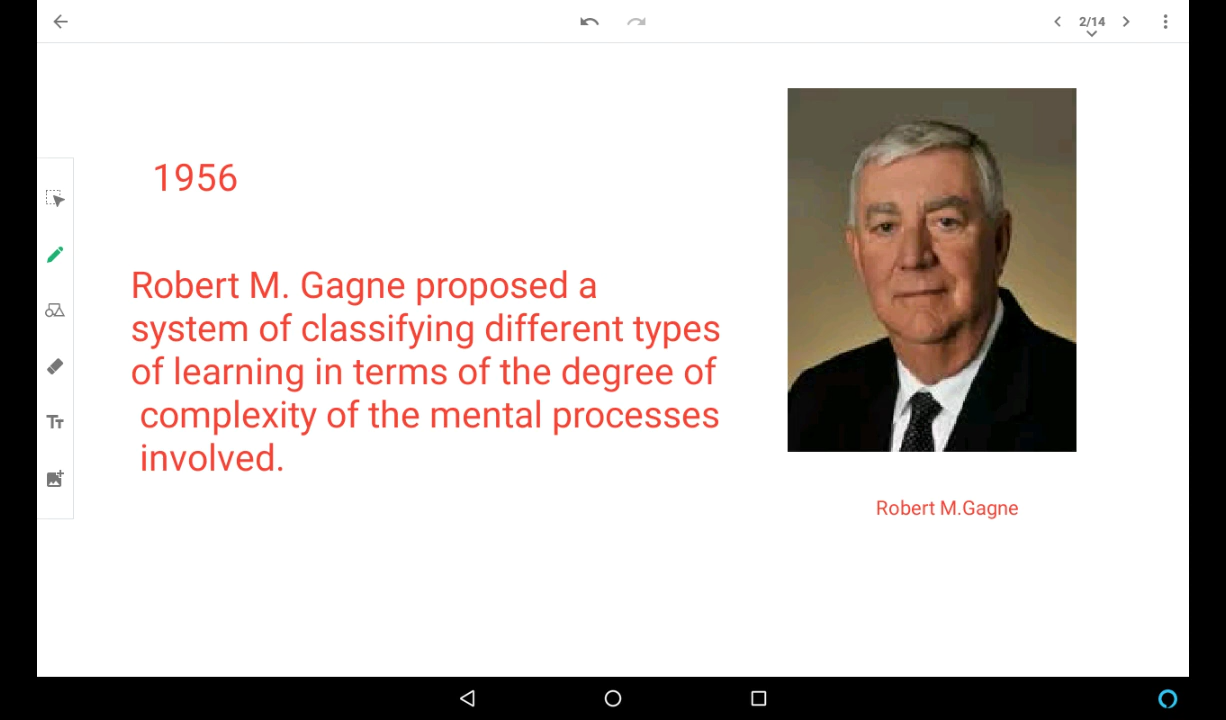 2/14
1956
Robert M. Gagne proposed a
system of classifying different types
of learning in terms of the degree of
complexity of the mental processes
involved.
Robert M.Gagne
Tт